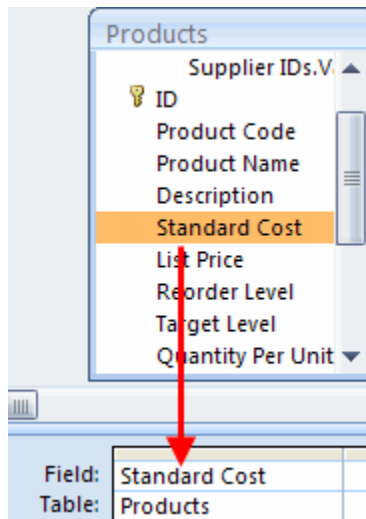 Products
Supplier IDs.V
ID
Product Code
Product Name
Description
Standard Cost
List Price
Reorder Level
Target Level
Quantity Per Unit
Field: Standard Cost
Table: Products